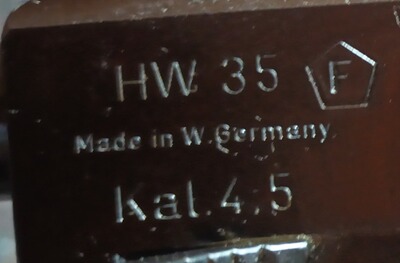 HW 35 F
Made in W. Germany
Kal. 4.5